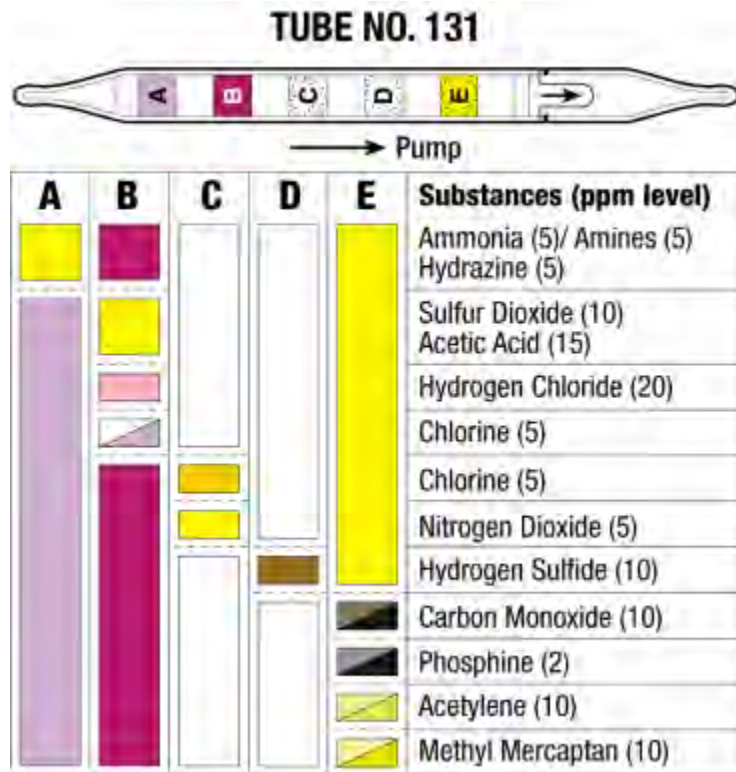 TUBE NO. 131
A B C D E
Pump
A B C D E Substances (ppm level)
Ammonia (5)/ Amines (5)
Hydrazine (5)
Sulfur Dioxide (10)
Acetic Acid (15)
Hydrogen Chloride (20)
Chlorine (5)
Chlorine (5)
Nitrogen Dioxide (5)
Hydrogen Sulfide (10)
Carbon Monoxide (10)
Phosphine (2)
Acetylene (10)
Methyl Mercaptan (10)